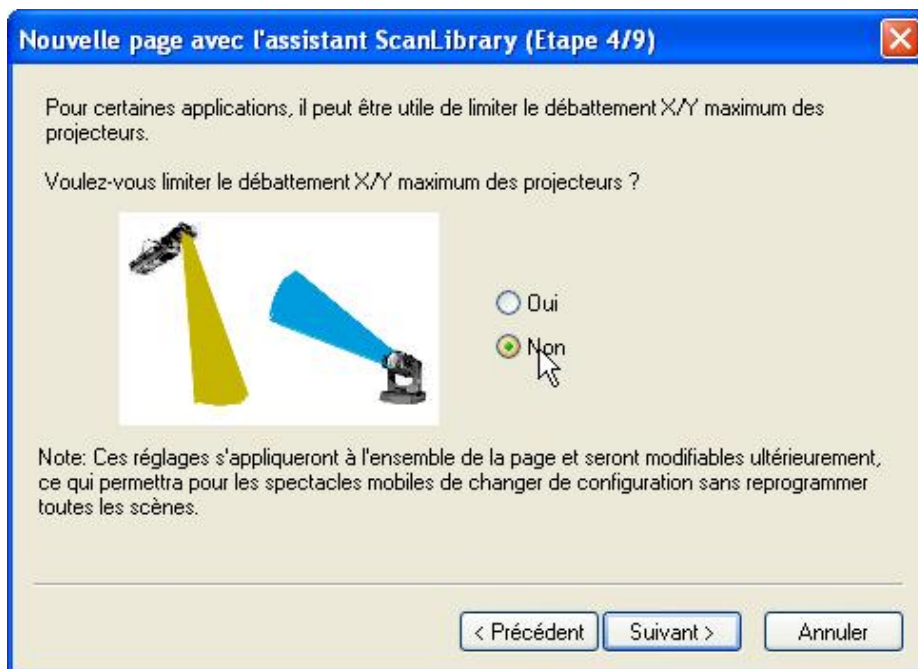 Nouvelle page avec l'assistant ScanLibrary (Etape 4/9)
Pour certaines applications, il peut être utile de limiter le débattement X/Y maximum des
projecteurs.
Voulez-vous limiter le débattement X/Y maximum des projecteurs ?
Oui
Non
Note: Ces réglages s'appliqueront à l'ensemble de la page et seront modifiables ultérieurement,
ce qui permettra pour les spectacles mobiles de changer de configuration sans reprogrammer
toutes les scènes.
< Précédent Suivant > Annuler